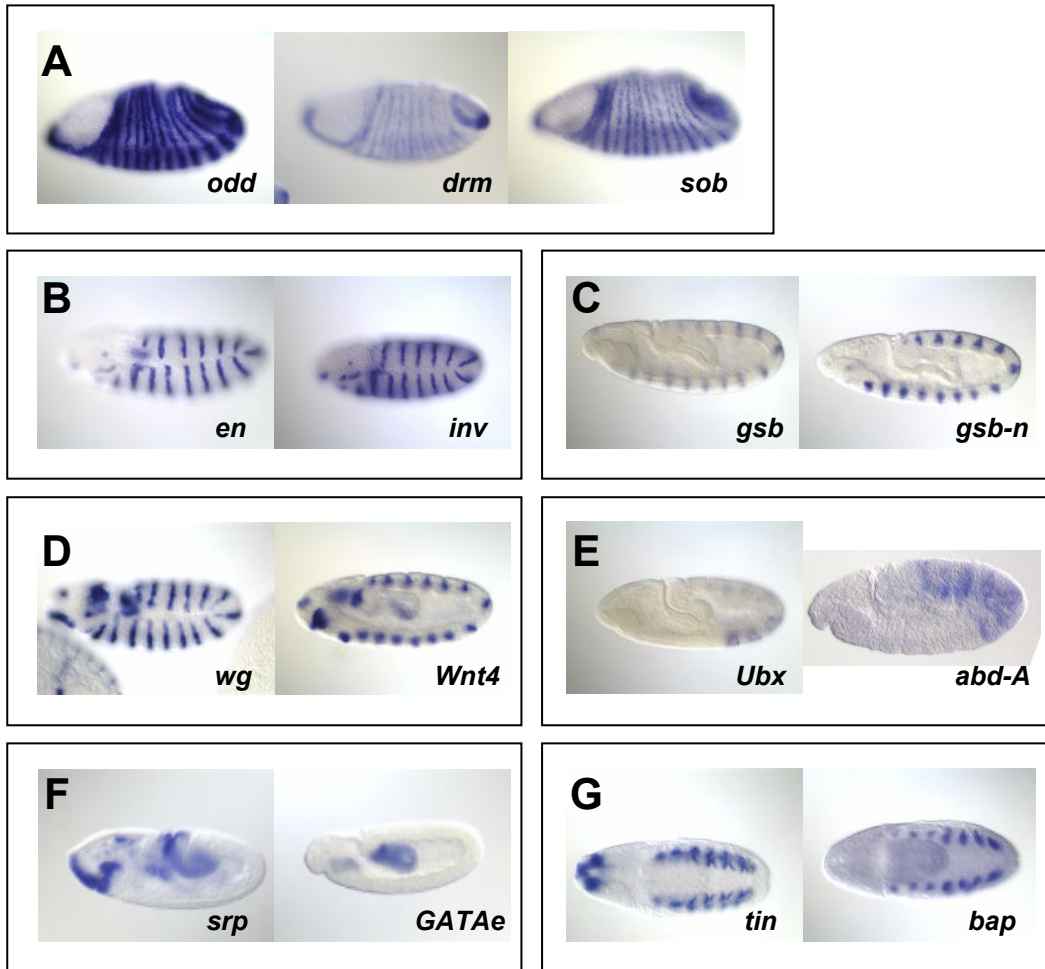 A
odd drm sob
B
en inv
C
gsb gsb-n
D
wg Wnt4
E
Ubx abd-A
F
srp GATAe
G
tin bap